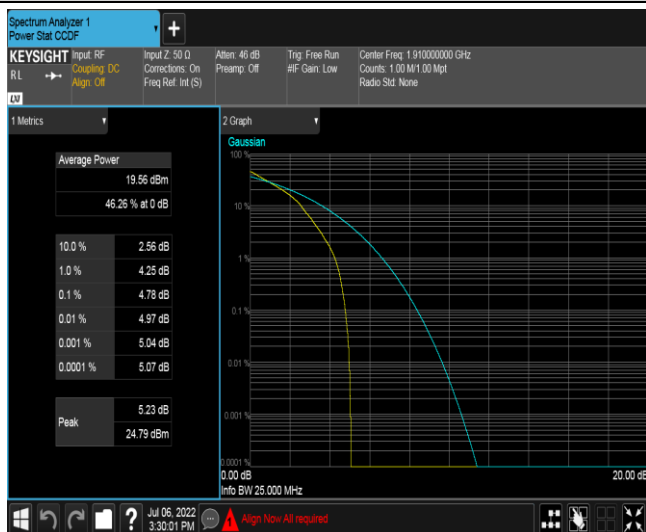 Spectrum Analyzer 1
Power Stat CCDF
+
KEYSIGHT
RL
LXI
Input: RF
Coupling: DC
Align: Off
Input Z: 50 Ω
Corrections: On
Freq Ref: Int (S)
Atten: 46 dB
Preamp: Off
Trig: Free Run
#IF Gain: Low
Center Freq: 1.910000000 GHz
Counts: 1.00 M/1.00 Mpt
Radio Std: None
1 Metrics
Average Power
19.56 dBm
46.26 % at 0 dB
10.0 % 2.56 dB
1.0 % 4.25 dB
0.1 % 4.78 dB
0.01 % 4.97 dB
0.001 % 5.04 dB
0.0001 % 5.07 dB
Peak
5.23 dB
24.79 dBm
2 Graph
Gaussian
100 %
10 %
1 %
0.1 %
0.01 %
0.001 %
0.0001 %
0.00 dB 20.00 dB
Info BW 25.000 MHz
?
Jul 06, 2022
3:30:01 PM
Align Now All required